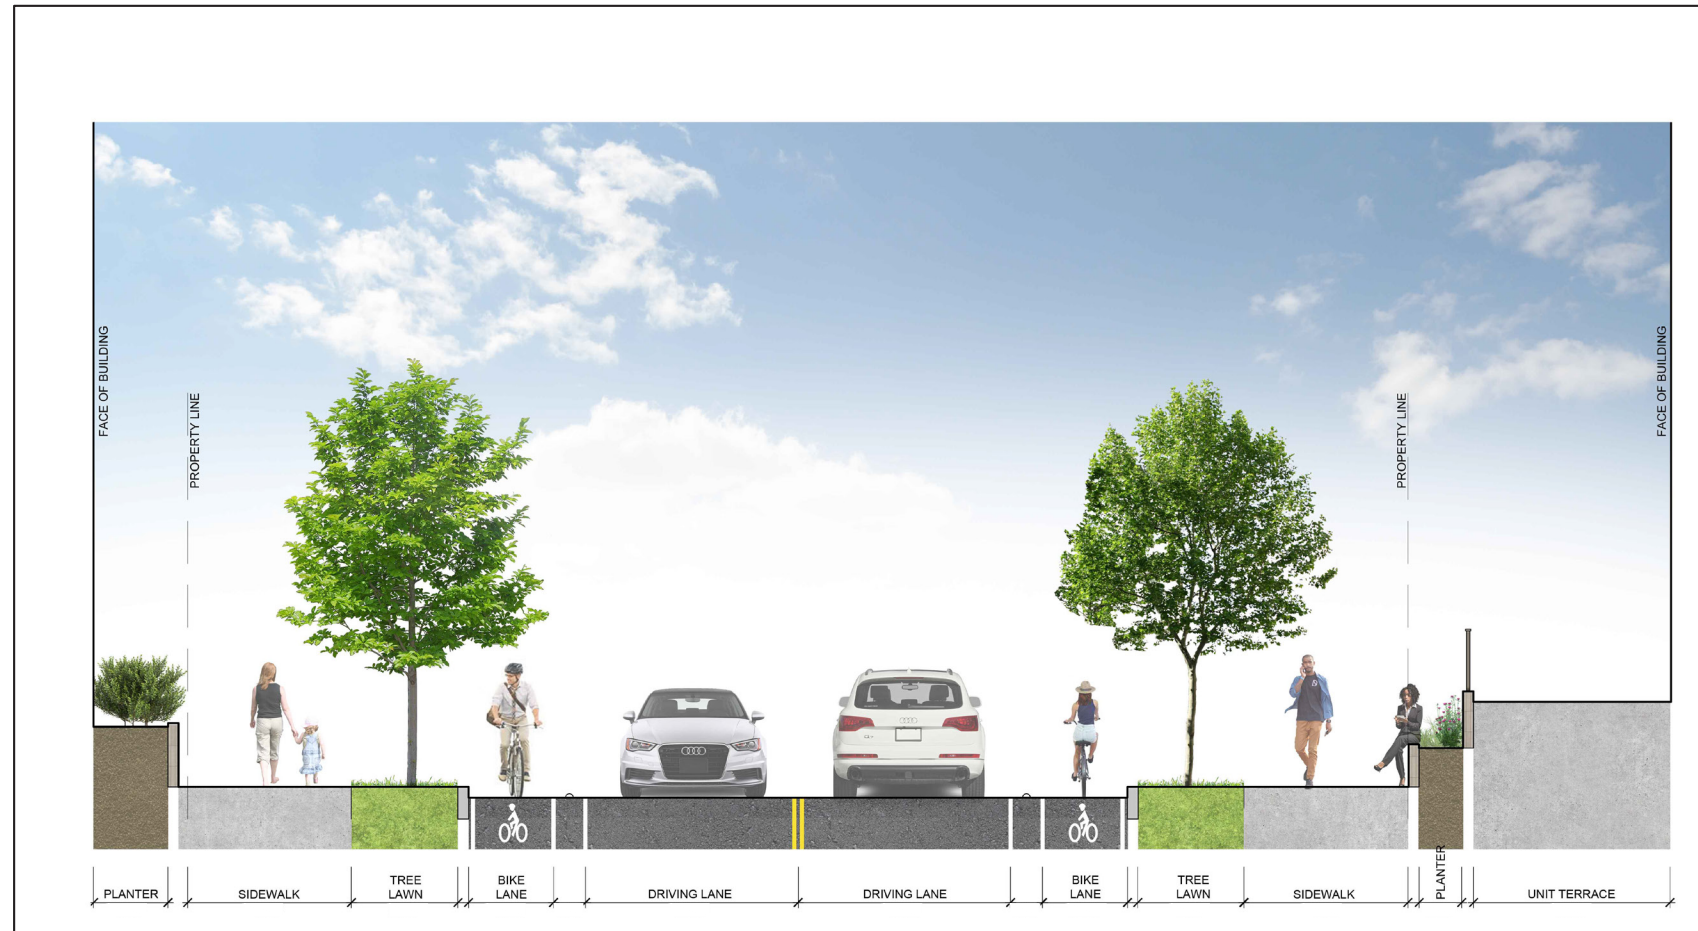 FACE OF BUILDING
PROPERTY LINE
PROPERTY LINE
FACE OF BUILDING
PLANTER
SIDEWALK
TREE
LAWN
BIKE
LANE
DRIVING LANE
DRIVING LANE
BIKE
LANE
TREE
LAWN
SIDEWALK
PLANTER
UNIT TERRACE